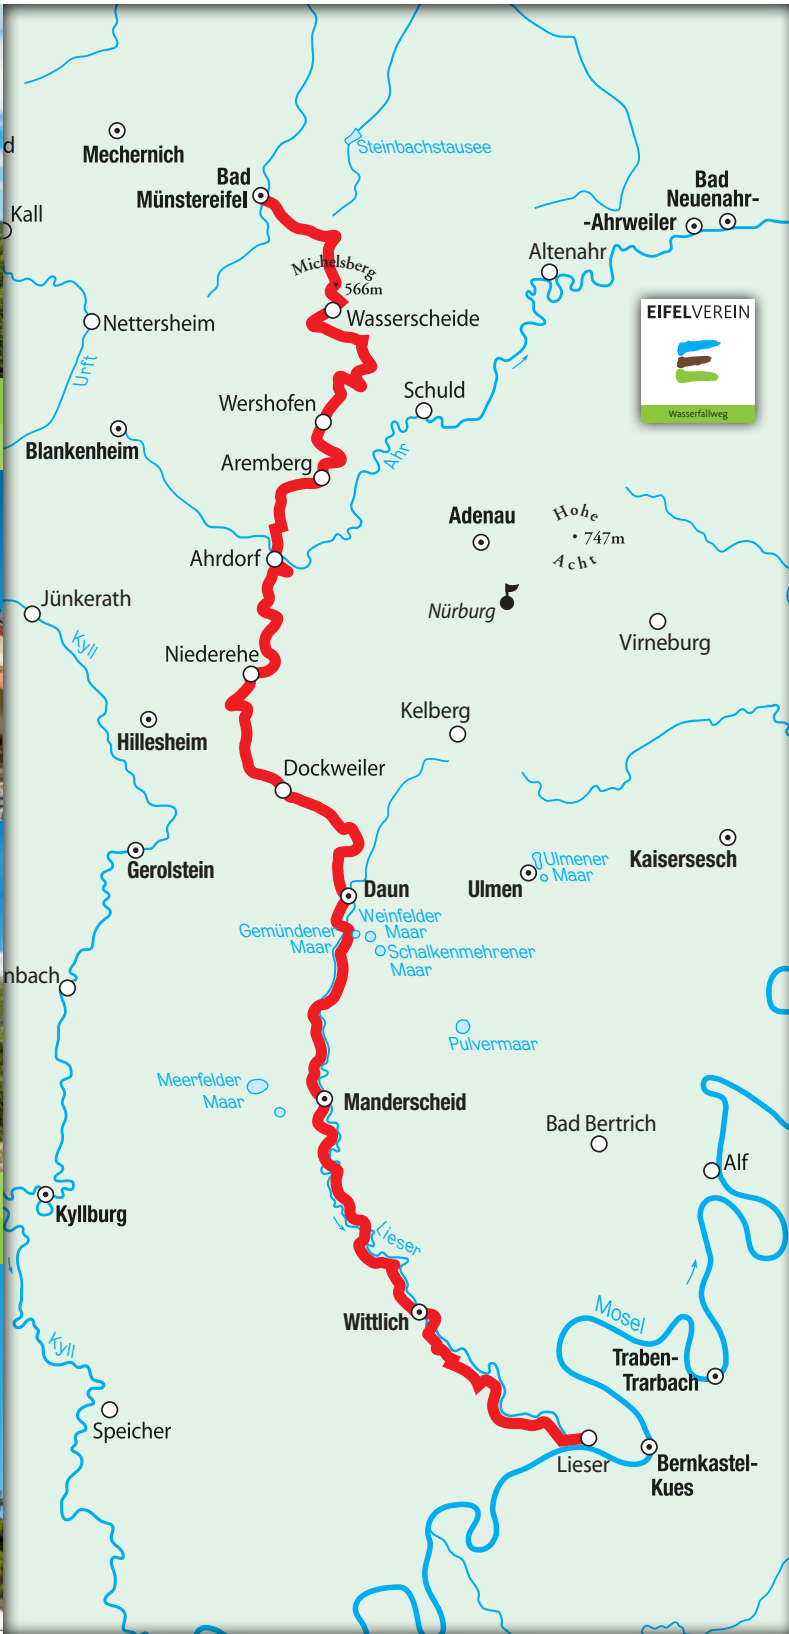 Mechernich
Steinbachstausee
d
Bad
Münstereifel
Bad
Neuenahr-
-Ahrweiler
Kall
Altenahr
Michelsberg
566m
EIFELVEREIN
Wasserfallweg
Nettersheim
Wasserscheide
Urft
Schuld
Wershofen
Blankenheim
Ahr
Aremberg
Adenau
Hohe
747m
Acht
Ahrdorf
Jünkerath
Nürburg
Virneburg
Kyll
Niederehe
Kelberg
Hillesheim
Dockweiler
Gerolstein
Ulmener
Maar
Kaisersesch
Ulmen
Daun
Weinfelder
Maar
Gemündener
Maar
Schalkenmehrener
Maar
nbach
Pulvermaar
Meerfelder
Maar
Manderscheid
Bad Bertrich
Alf
Kyllburg
Lieser
Wittlich
Mosel
Kyll
Traben-
Trarbach
Speicher
Lieser
Bernkastel-
Kues